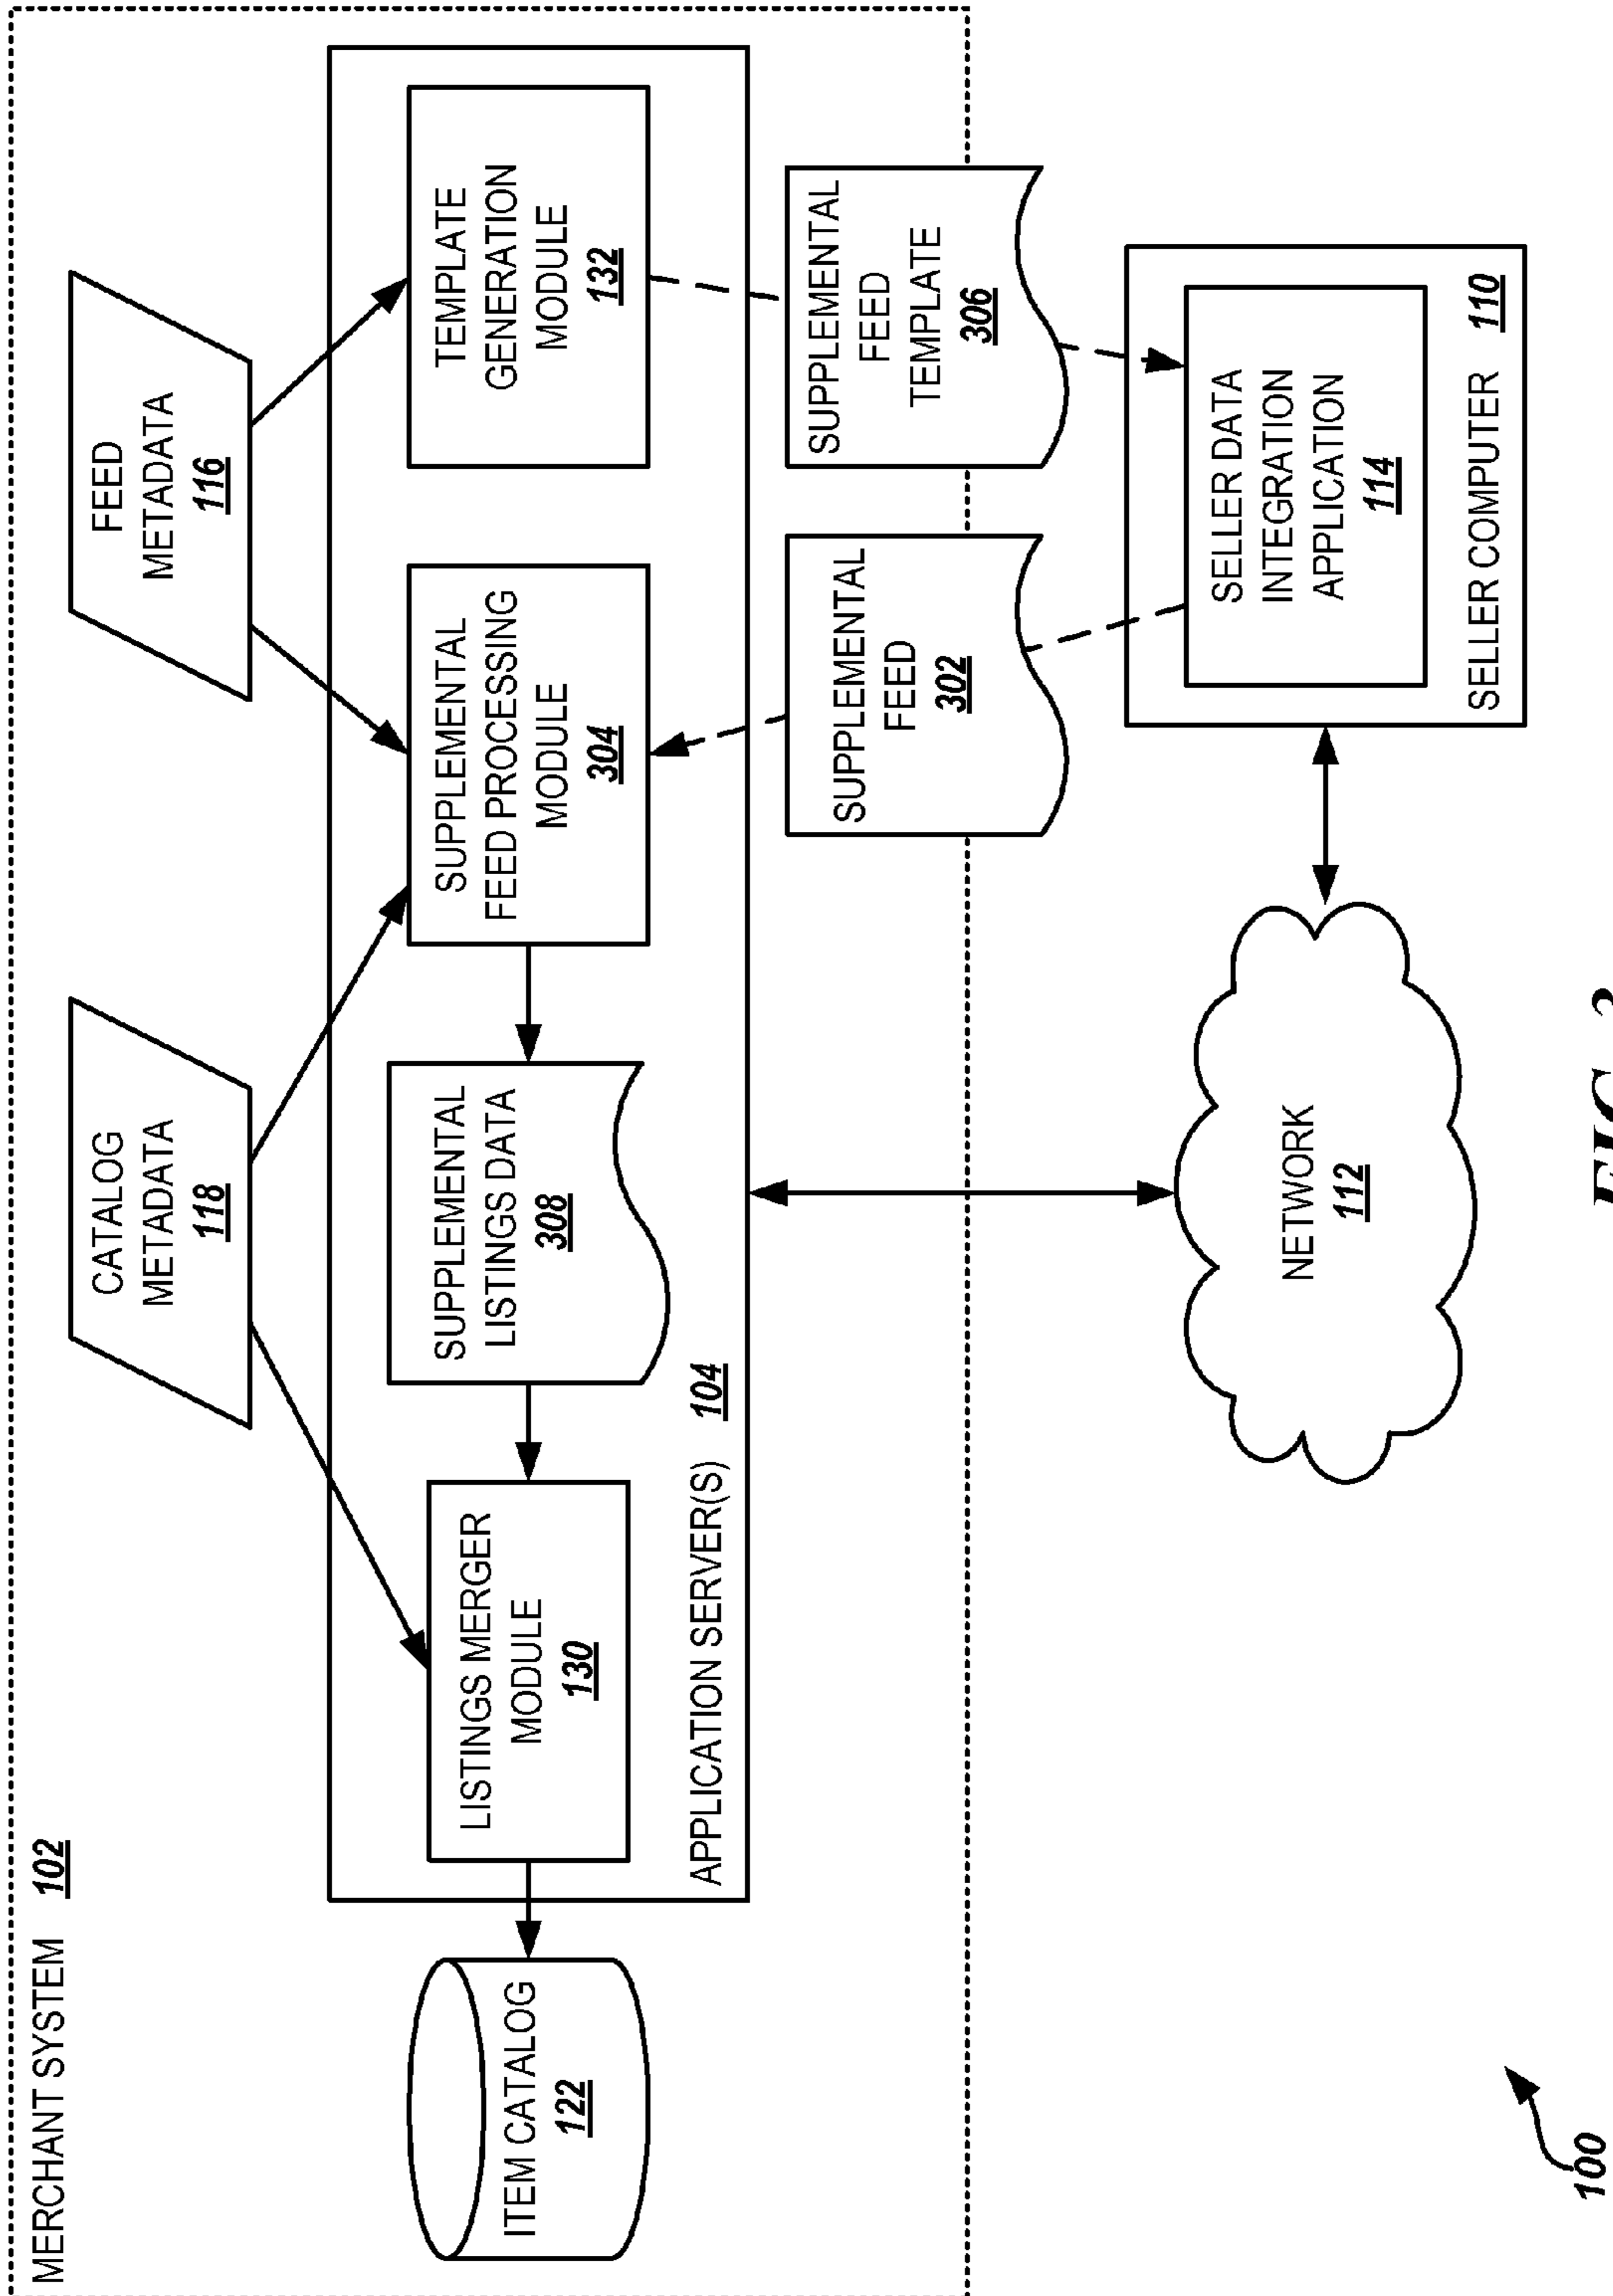 MERCHANT SYSTEM 102
CATALOG
METADATA
118
FEED
METADATA
116
ITEM CATALOG
122
LISTINGS MERGER
MODULE
130
SUPPLEMENTAL
LISTINGS DATA
308
SUPPLEMENTAL
FEED PROCESSING
MODULE
304
TEMPLATE
GENERATION
MODULE
132
APPLICATION SERVER(S) 104
SUPPLEMENTAL
FEED
302
SUPPLEMENTAL
FEED
TEMPLATE
306
NETWORK
112
SELLER DATA
INTEGRATION
APPLICATION
114
SELLER COMPUTER 110
100
FIG.